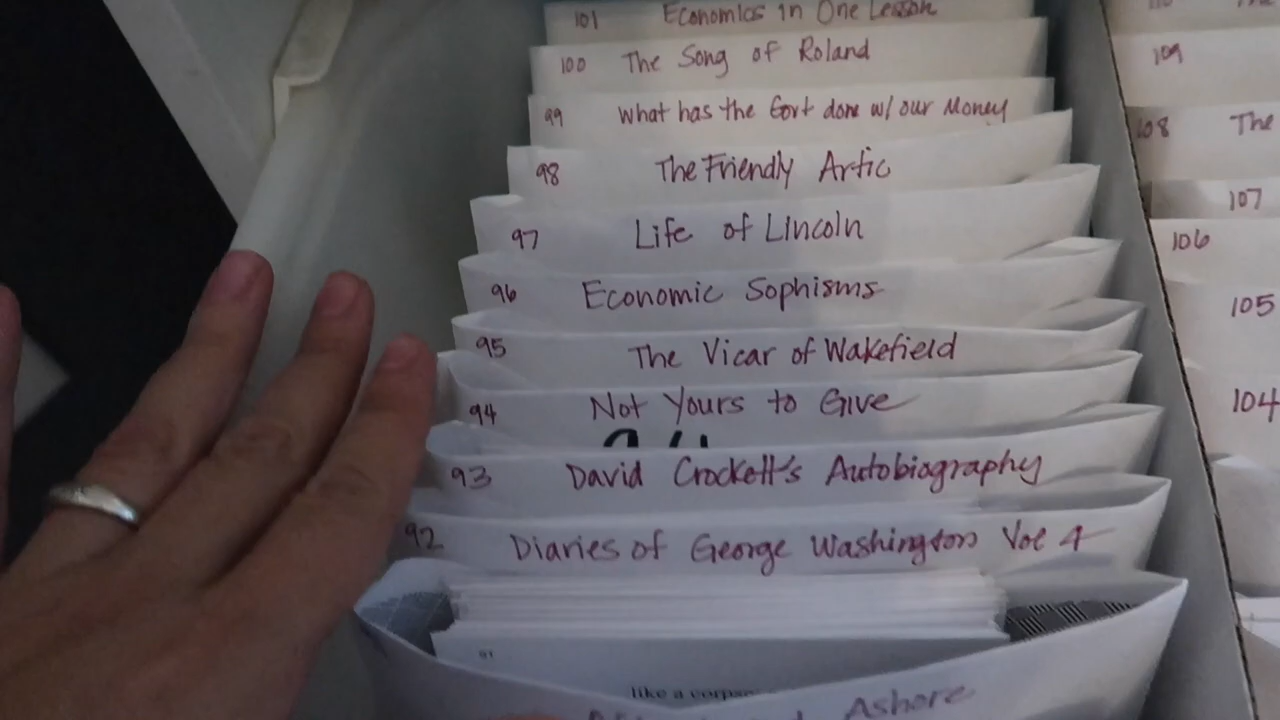 101 Economics in One Lesson
100 The Song of Roland
99 What has the Govt done w/ our Money
98 The Friendly Artic
97 Life of Lincoln
96 Economic Sophisms
95 The Vicar of Wakefield
94 Not Yours to Give
93 David Crockett's Autobiography
92 Diaries of George Washington Vol 4
91
like a
Ashore
109
108 The
107
106
105
104